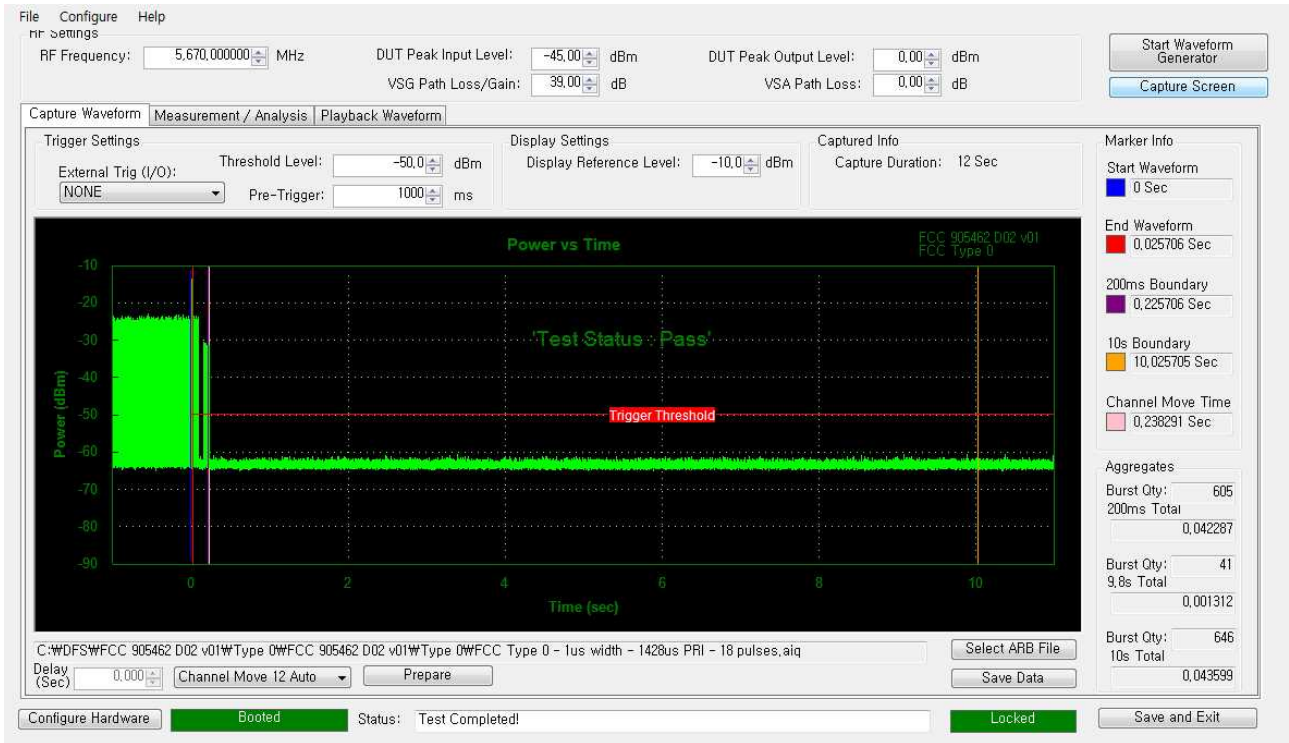 File Configure Help
RF Settings
RF Frequency: 5,670,000000 MHz DUT Peak Input Level: -45,00 dBm DUT Peak Output Level: 0,00 dBm
VSG Path Loss/Gain: 39,00 dB VSA Path Loss: 0,00 dB
Start Waveform
Generator
Capture Screen
Capture Waveform Measurement / Analysis Playback Waveform
Trigger Settings
External Trig (I/O):
NONE
Threshold Level: -50,0 dBm
Pre-Trigger: 1000 ms
Display Settings
Display Reference Level: -10,0 dBm
Captured Info
Capture Duration: 12 Sec
Power vs Time
FCC 905462 D02 v01
FCC Type 0
-10
-20
-30
-40
-50
-60
-70
-80
-90
Power (dBm)
'Test Status : Pass'
Trigger Threshold
0 2 4 6 8 10
Time (sec)
Marker Info
Start Waveform
0 Sec
End Waveform
0,025706 Sec
200ms Boundary
0,225706 Sec
10s Boundary
10,025705 Sec
Channel Move Time
0,238291 Sec
Aggregates
Burst Qty: 605
200ms Total
0,042287
Burst Qty: 41
9,8s Total
0,001312
Burst Qty: 646
10s Total
0,043599
C:₩DFS₩FCC 905462 D02 v01₩Type 0₩FCC 905462 D02 v01₩Type 0₩FCC Type 0 - 1us width - 1428us PRI - 18 pulses,aiq
Select ARB File
Delay
(Sec) 0,000 Channel Move 12 Auto Prepare
Save Data
Configure Hardware Booted Status: Test Completed! Locked Save and Exit